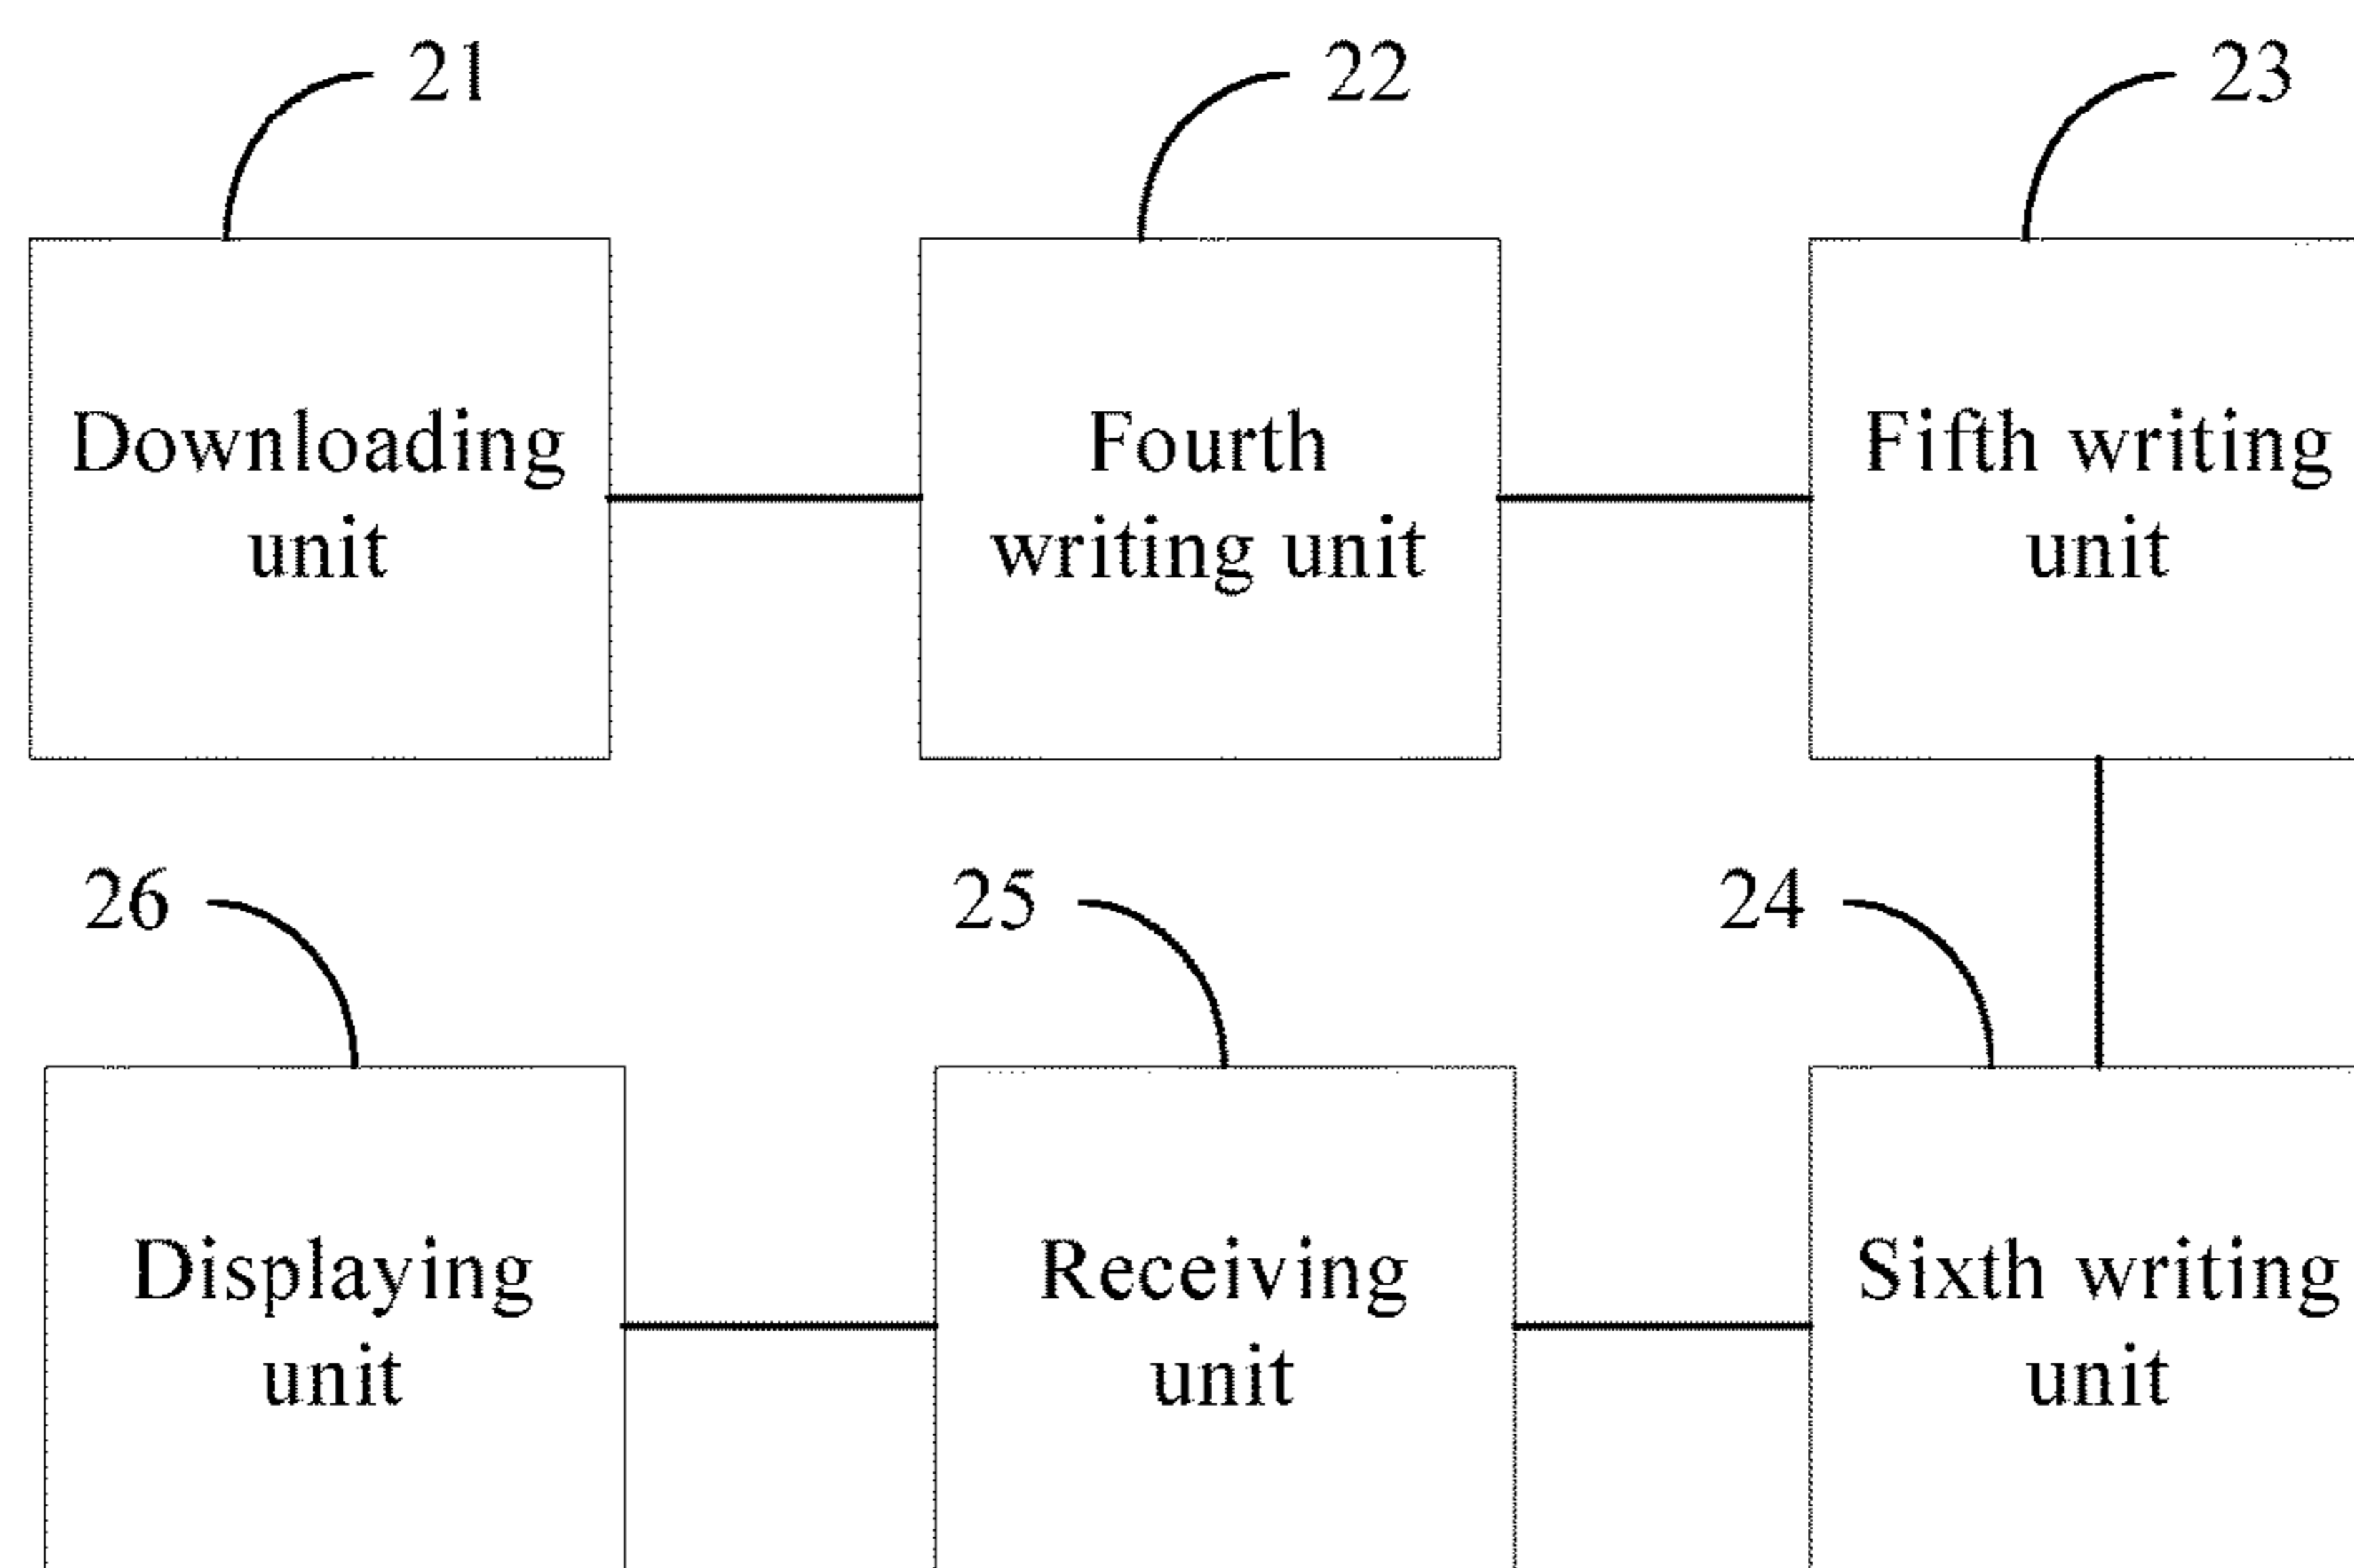 21
22
23
Downloading
unit
Fourth
writing unit
Fifth writing
unit
26
25
24
Displaying
unit
Receiving
unit
Sixth writing
unit